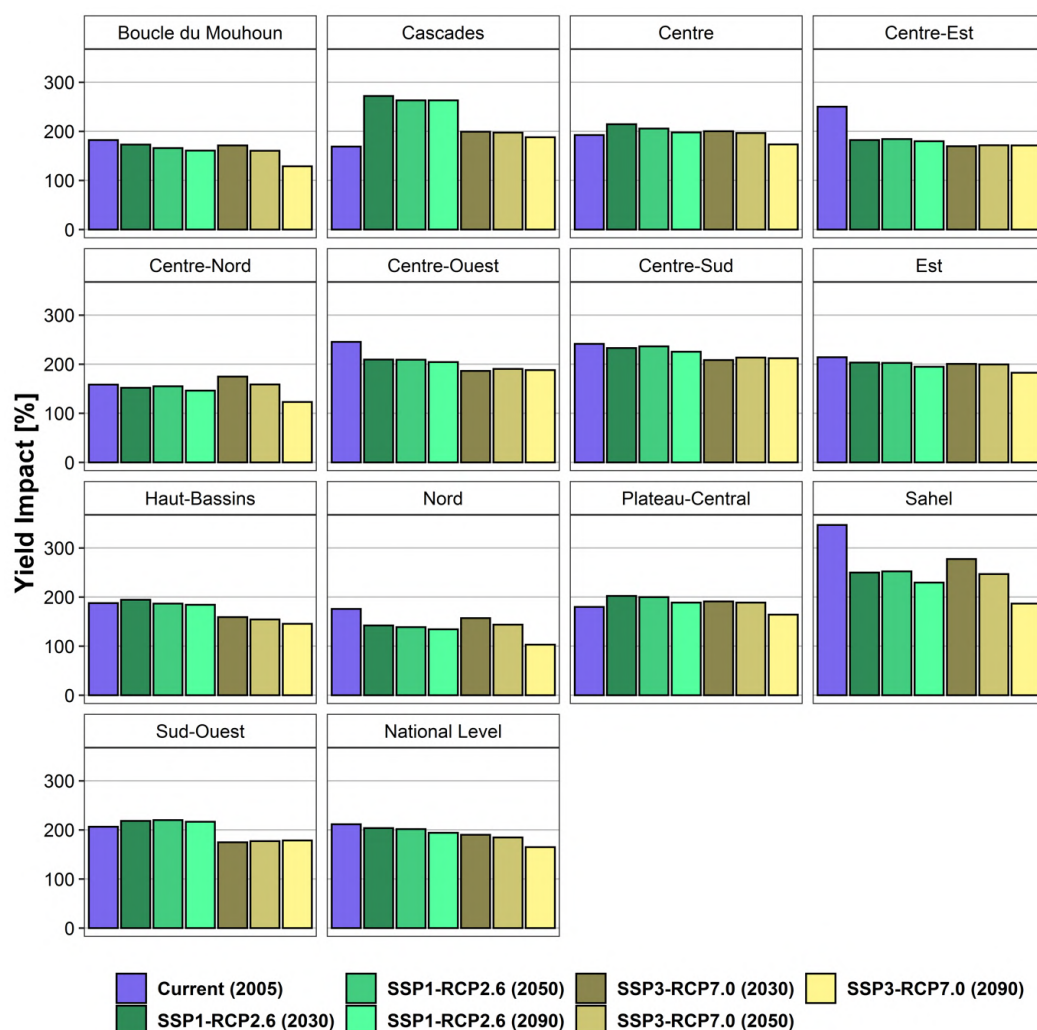 Boucle du Mouhoun
Cascades
Centre
Centre-Est
300
200
100
0
Centre-Nord
Centre-Ouest
Centre-Sud
Est
300
200
100
0
Yield Impact [%]
Haut-Bassins
Nord
Plateau-Central
Sahel
300
200
100
0
Sud-Ouest
National Level
300
200
100
0
Current (2005)
SSP1-RCP2.6 (2050)
SSP3-RCP7.0 (2030)
SSP3-RCP7.0 (2090)
SSP1-RCP2.6 (2030)
SSP1-RCP2.6 (2090)
SSP3-RCP7.0 (2050)